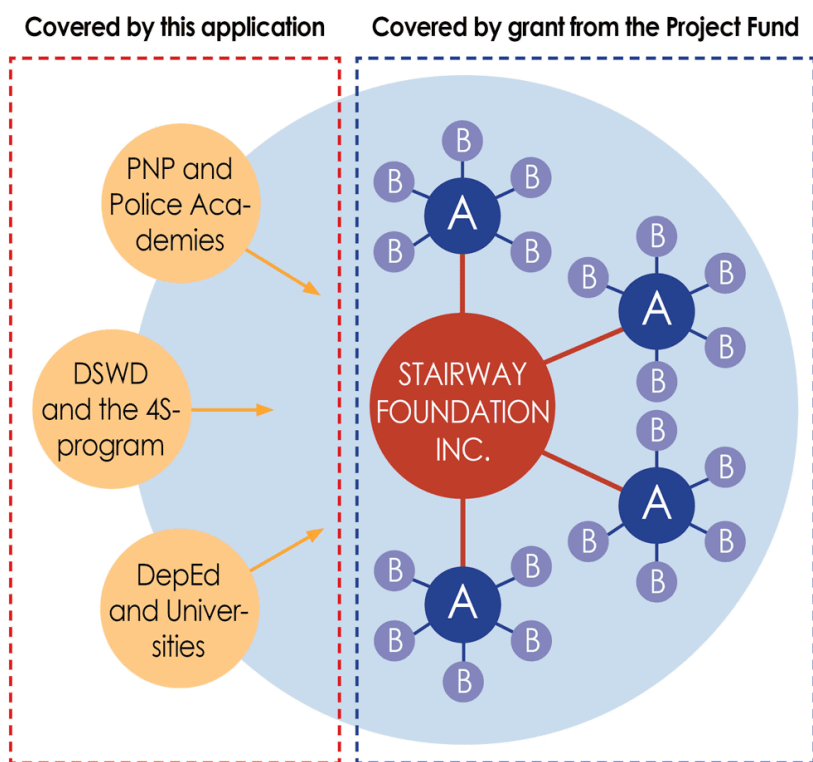 Covered by this application
Covered by grant from the Project Fund
PNP and
Police Aca-
demies
DSWD
and the 4S-
program
DepEd
and Univer-
sities
STAIRWAY
FOUNDATION
INC.
A
B
B
B
B
B
A
B
B
B
B
B
A
B
B
B
B
B
A
B
B
B
B
B